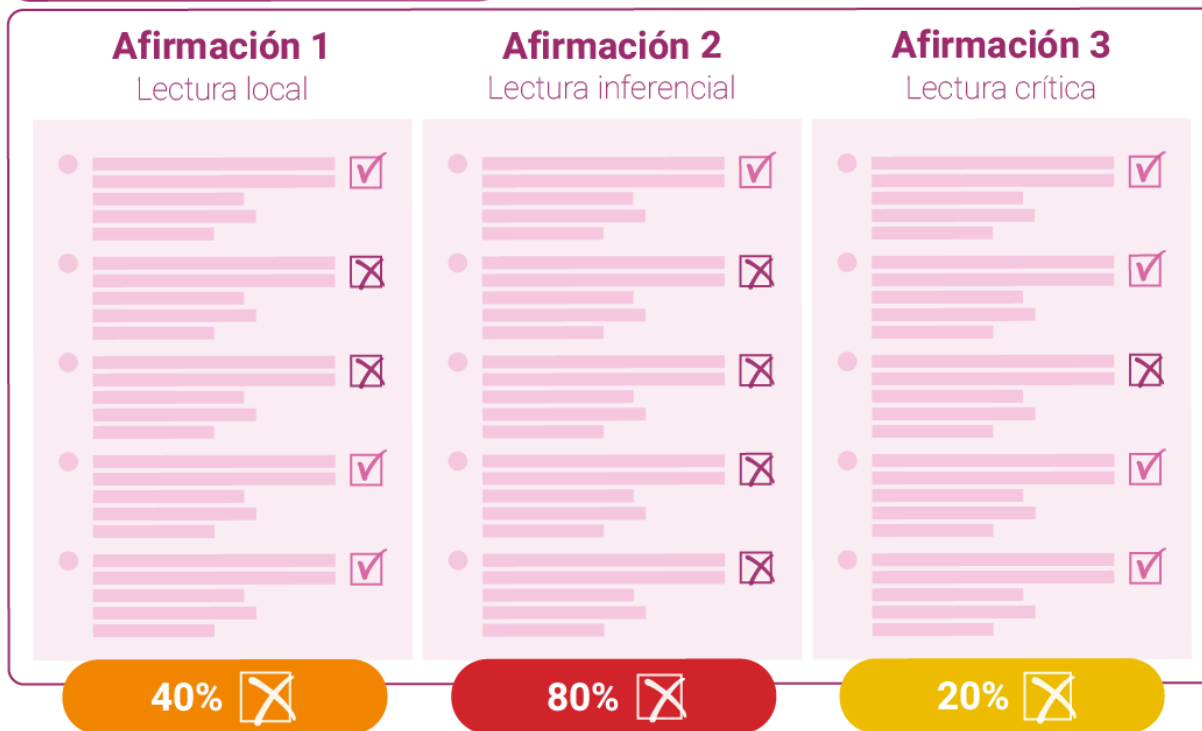 Afirmación 1
Lectura local
Afirmación 2
Lectura inferencial
Afirmación 3
Lectura crítica
40%
80%
20%